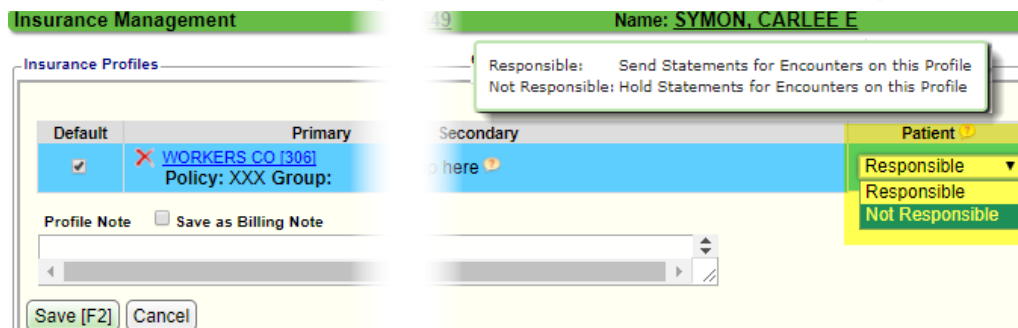 Insurance Management 49 Name: SYMON, CARLEE E
Insurance Profiles
Responsible: Send Statements for Encounters on this Profile
Not Responsible: Hold Statements for Encounters on this Profile
Default Primary Secondary Patient
WORKERS CO [306] here Responsible
Policy: XXX Group: Responsible
Not Responsible
Profile Note Save as Billing Note
Save [F2] Cancel